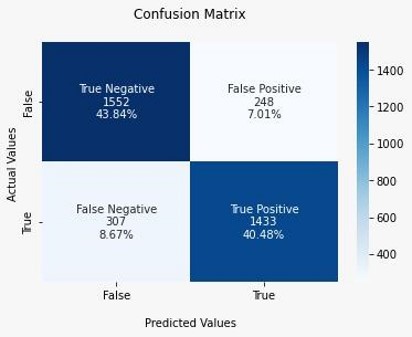 Confusion Matrix
True Negative
1552
43.84%
False Positive
248
7.01%
False Negative
307
8.67%
True Positive
1433
40.48%
Actual Values
False
True
False
True
Predicted Values
1400
1200
1000
800
600
400